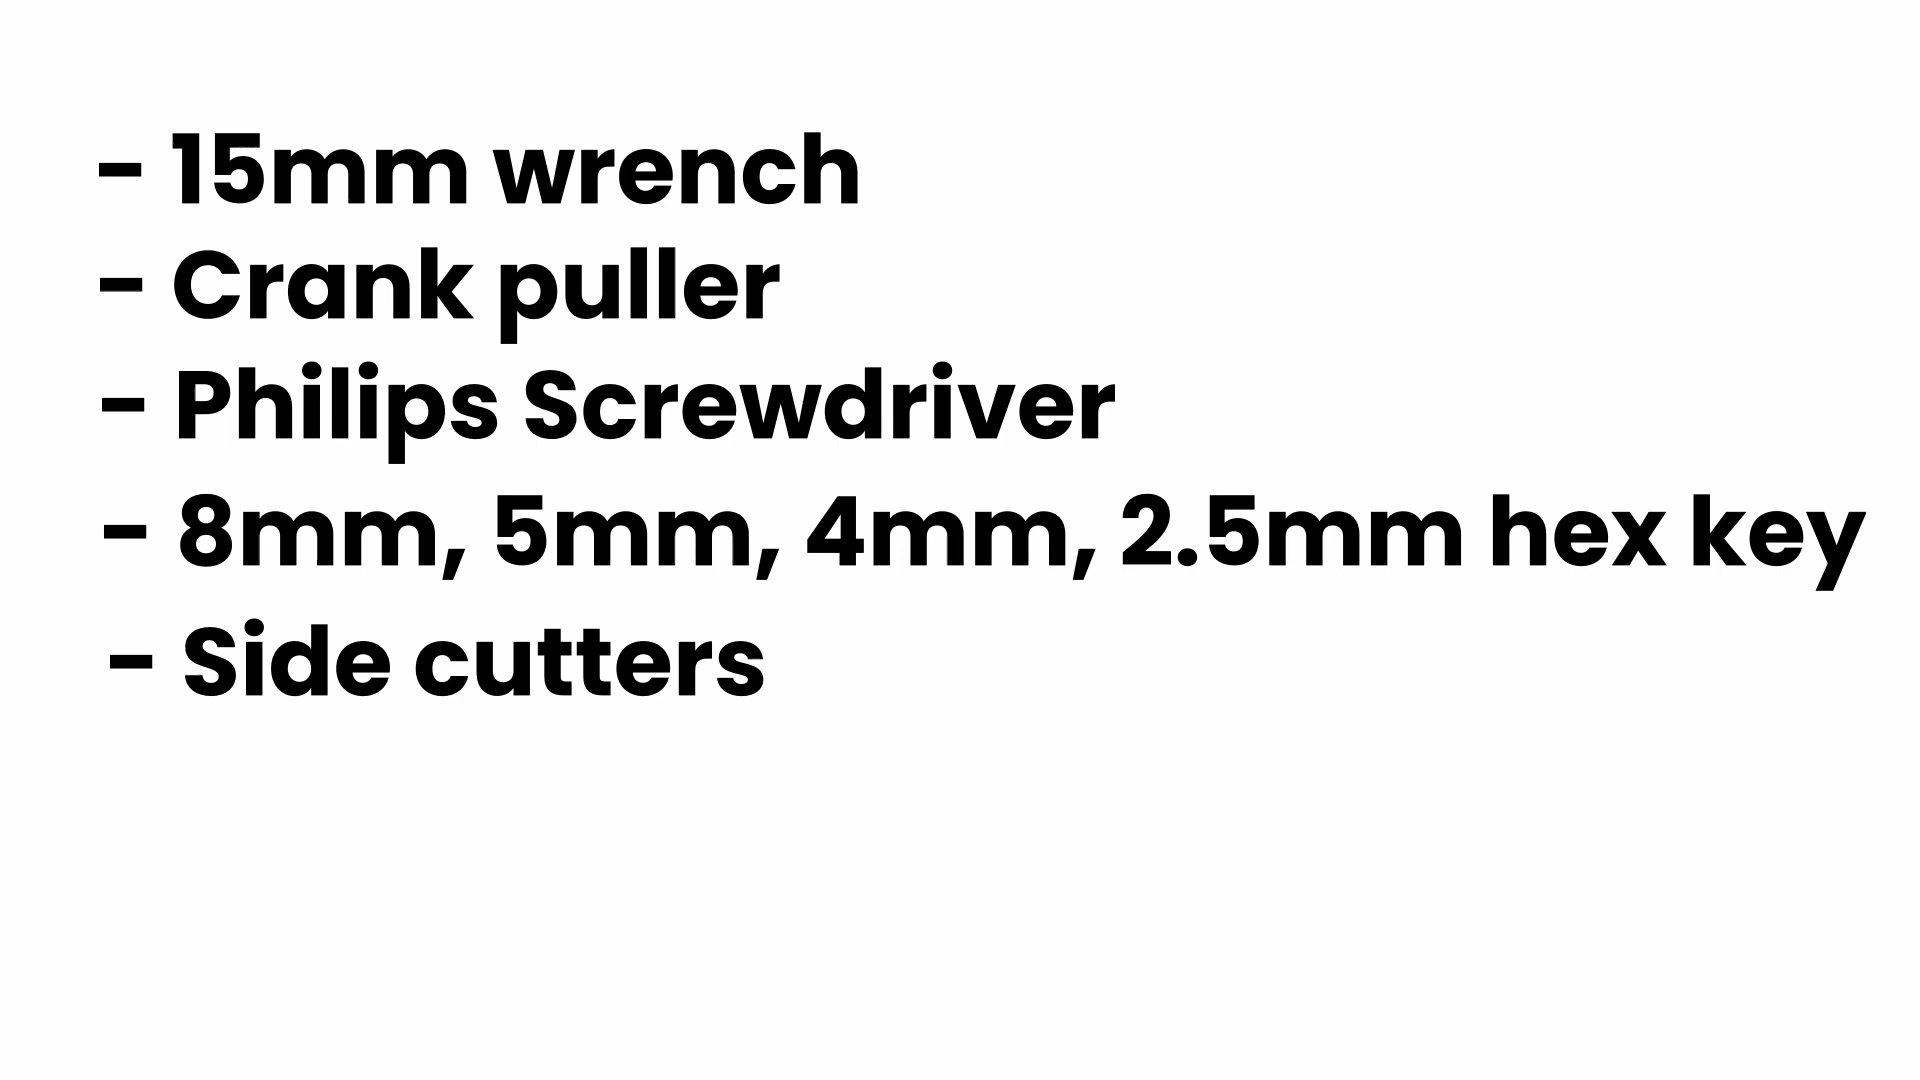 - 15mm wrench
- Crank puller
- Philips Screwdriver
- 8mm, 5mm, 4mm, 2.5mm hex key
- Side cutters